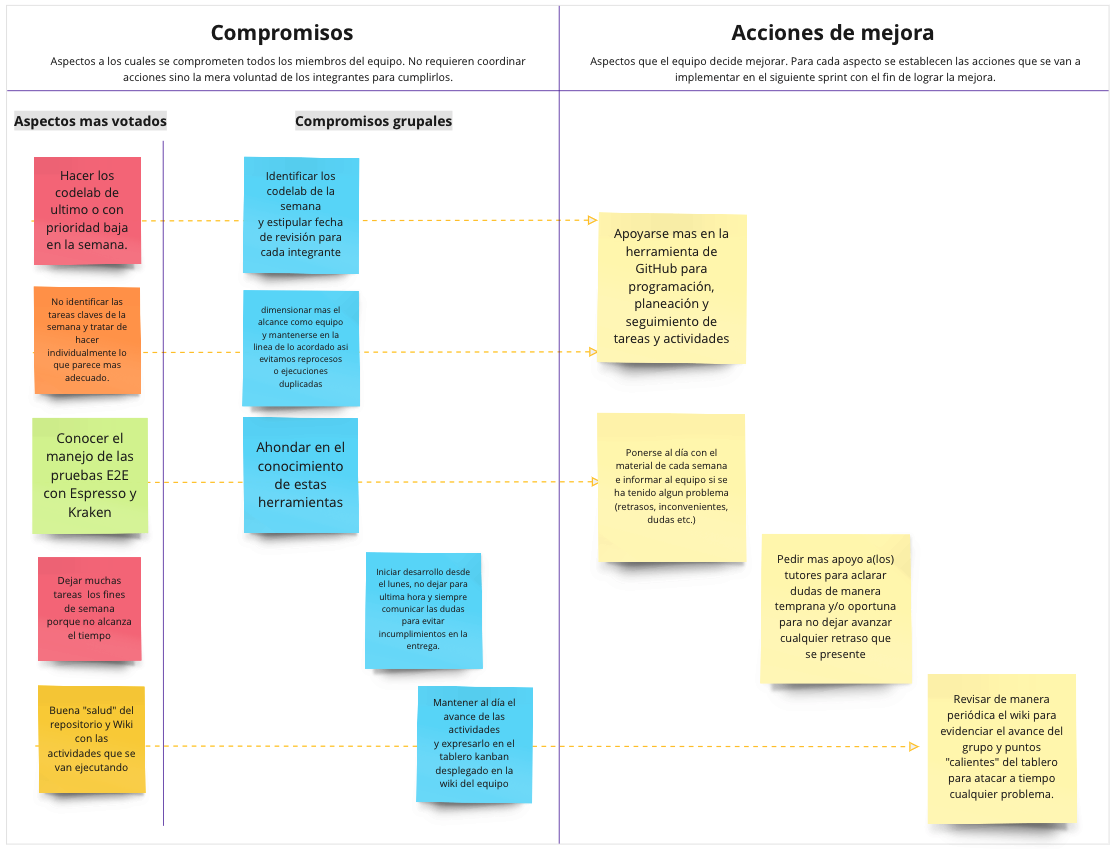 Compromisos
Aspectos a los cuales se comprometen todos los miembros del equipo. No requieren coordinar
acciones sino la mera voluntad de los integrantes para cumplirlos.
Acciones de mejora
Aspectos que el equipo decide mejorar. Para cada aspecto se establecen las acciones que se van a
implementar en el siguiente sprint con el fin de lograr la mejora.
Aspectos mas votados
Compromisos grupales
Hacer los
codelab de
ultimo o con
prioridad baja
en la semana.
Identificar los
codelab de la
semana
y estipular fecha
de revisión para
cada integrante
Apoyarse mas en la
herramienta de
GitHub para
programación,
planeación y
seguimiento de
tareas y actividades
No identificar las
tareas claves de la
semana y tratar de
hacer
individualmente lo
que parece mas
adecuado.
dimensionar mas el
alcance como equipo
y mantenerse en la
linea de lo acordado asi
evitamos reprocesos
o ejecuciones
duplicadas
Conocer el
manejo de las
pruebas E2E
con Espresso y
Kraken
Ahondar en el
conocimiento
de estas
herramientas
Ponerse al día con el
material de cada semana
e informar al equipo si se
ha tenido algun problema
(retrasos, inconvenientes,
dudas etc.)
Dejar muchas
tareas los fines
de semana
porque no alcanza
el tiempo
Iniciar desarrollo desde
el lunes, no dejar para
ultima hora y siempre
comunicar las dudas
para evitar
incumplimientos en la
entrega.
Pedir mas apoyo a(los)
tutores para aclarar
dudas de manera
temprana y/o oportuna
para no dejar avanzar
cualquier retraso que
se presente
Buena "salud" del
repositorio y Wiki
con las
actividades que se
van ejecutando
Mantener al día el
avance de las
actividades
y expresarlo en el
tablero kanban
desplegado en la
wiki del equipo
Revisar de manera
periódica el wiki para
evidenciar el avance del
grupo y puntos
"calientes" del tablero
para atacar a tiempo
cualquier problema.